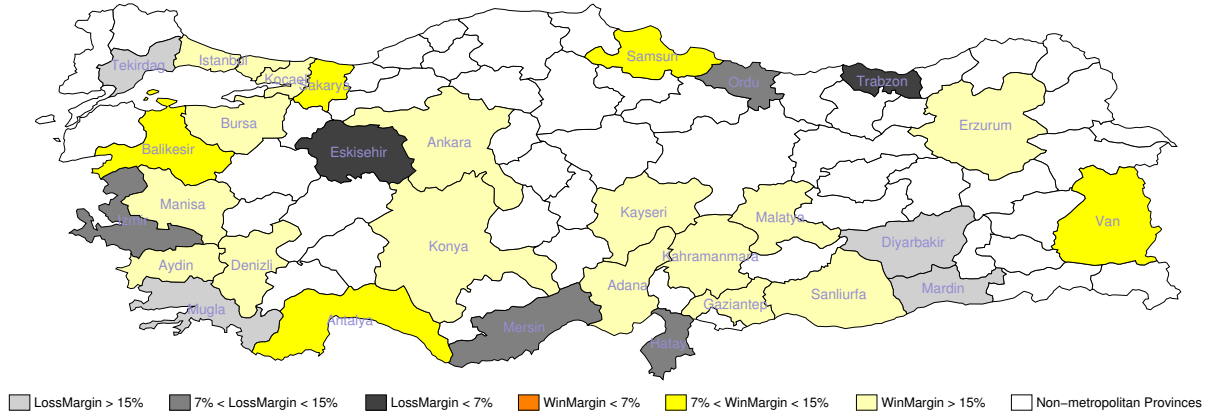 Samsun
Istanbul
Tekirdag
Kocaeli
Sakarya
Ordu
Trabzon
Bursa
Erzurum
Ankara
Balikesir
Eskisehir
Manisa
Kayseri
Malatya
Izmir
Van
Konya
Diyarbakir
Kahramanmara
Aydin
Denizli
Adana
Sanliurfa
Mardin
Gaziantep
Mugla
Antalya
Mersin
Hatay
LossMargin > 15% 7% < LossMargin < 15% LossMargin < 7% WinMargin < 7% 7% < WinMargin < 15% WinMargin > 15% Non−metropolitan Provinces